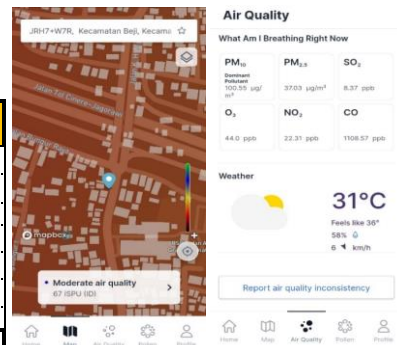 JRH7+W7R, Kecamatan Beji, Kecama
Jalan Tol Cinere-Jagorawi
mapbox
Moderate air quality
67 ISPU (ID)
Home
Map
Air Quality
Pollen
Profile
Air Quality
What Am I Breathing Right Now
PM₁₀
Dominant
Pollutant
100.55 µg/
m³
PM₂.₅
37.03 µg/m³
SO₂
8.37 ppb
O₃
44.0 ppb
NO₂
22.31 ppb
CO
1108.57 ppb
Weather
31°C
Feels like 36°
58%
6 km/h
Report air quality inconsistency
Home
Map
Air Quality
Pollen
Profile